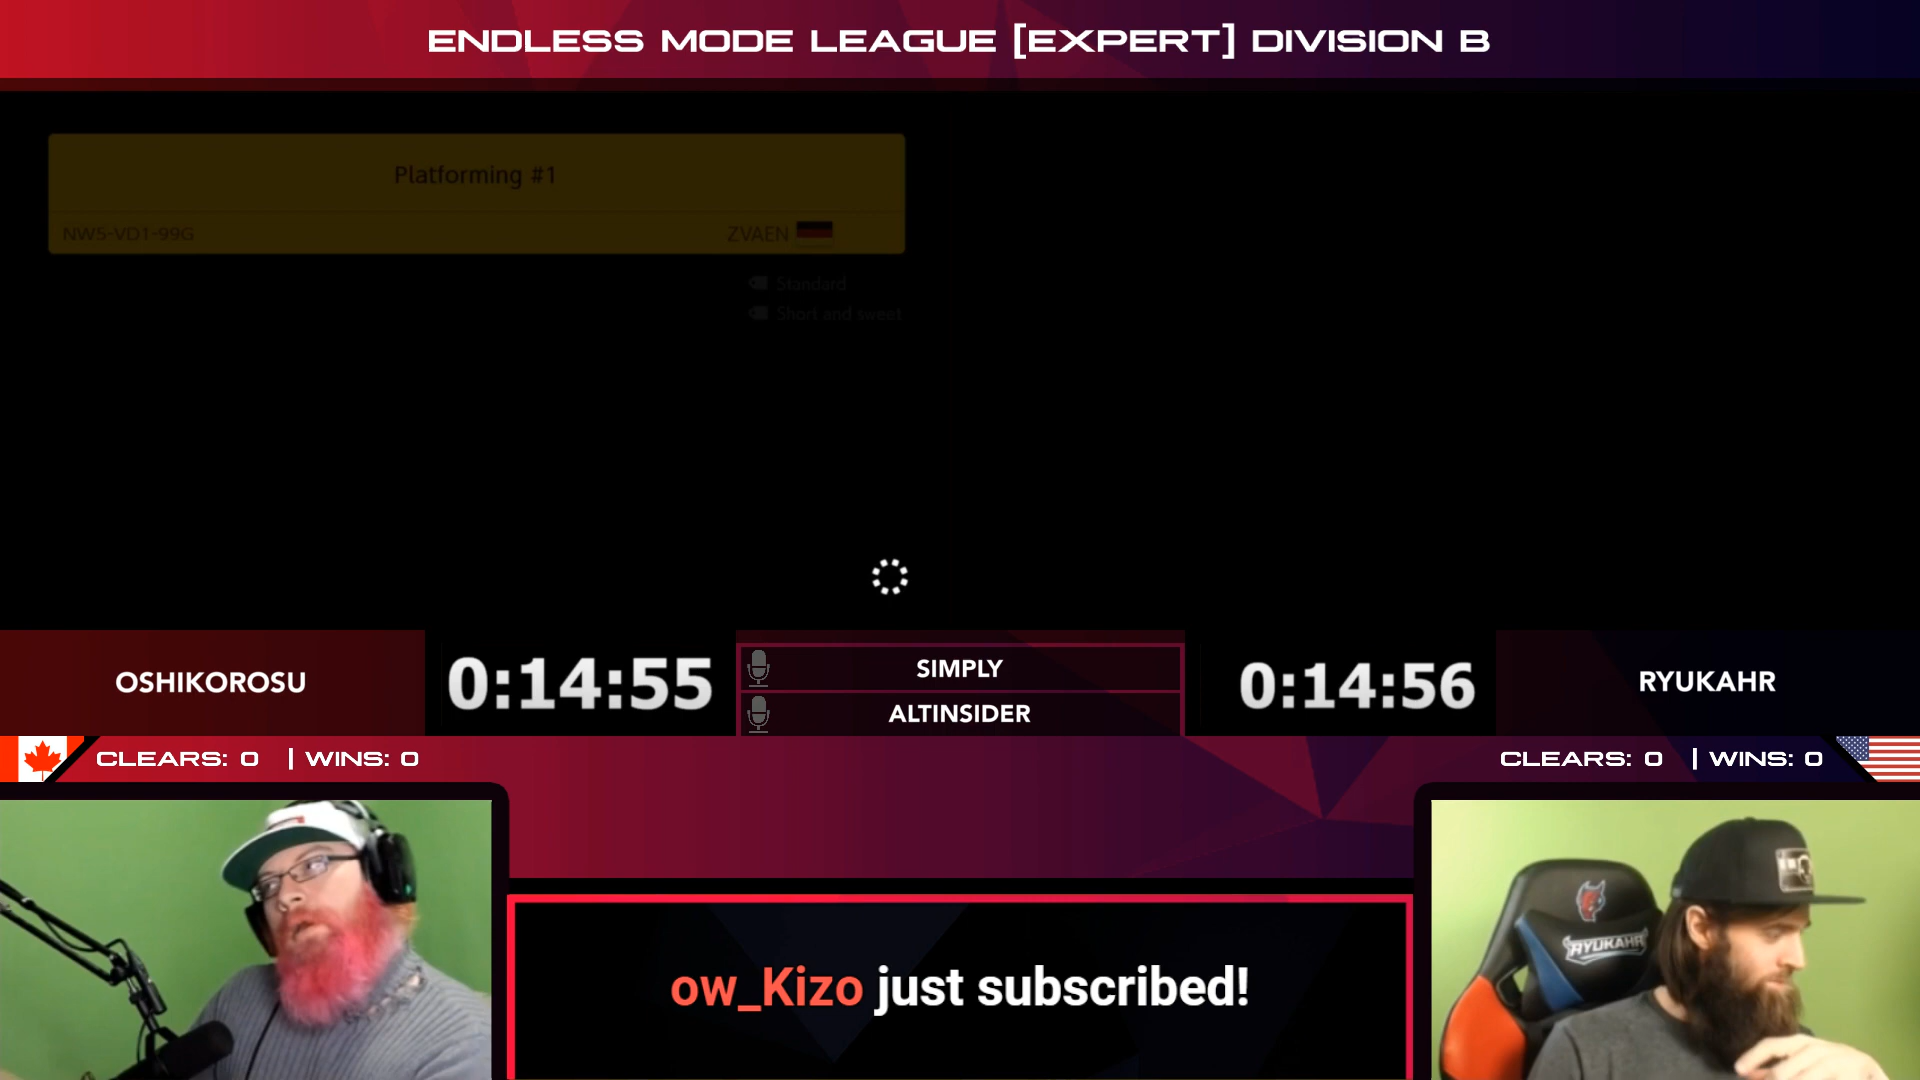 ENDLESS MODE LEAGUE [EXPERT] DIVISION B
Platforming #1
NW5-VD1-99G
ZVAEN
Standard
Short and sweet
OSHIKOROSU
0:14:55
SIMPLY
ALTINSIDER
0:14:56
RYUKAHR
CLEARS: 0 | WINS: 0
CLEARS: 0 | WINS: 0
RYUKAHR
ow_Kizo just subscribed!